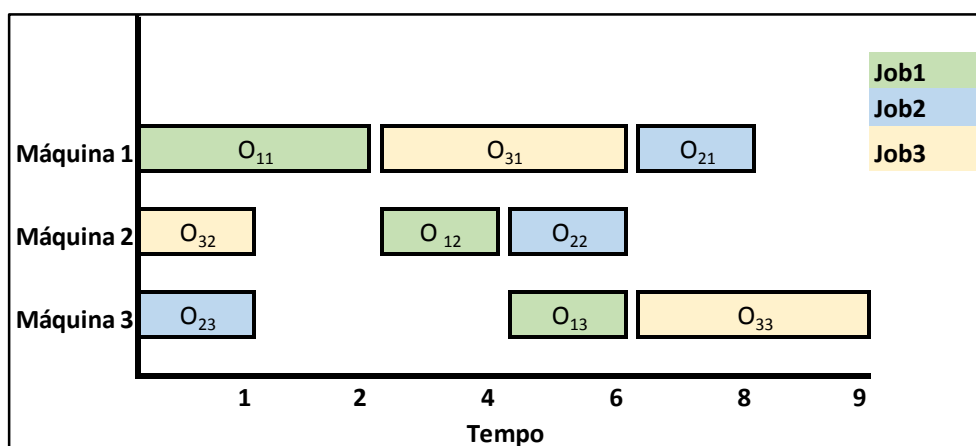 Job1
Job2
Job3
Máquina 1
O11
O31
O21
Máquina 2
O32
O 12
O22
Máquina 3
O23
O13
O33
1 2 4 6 8 9
Tempo